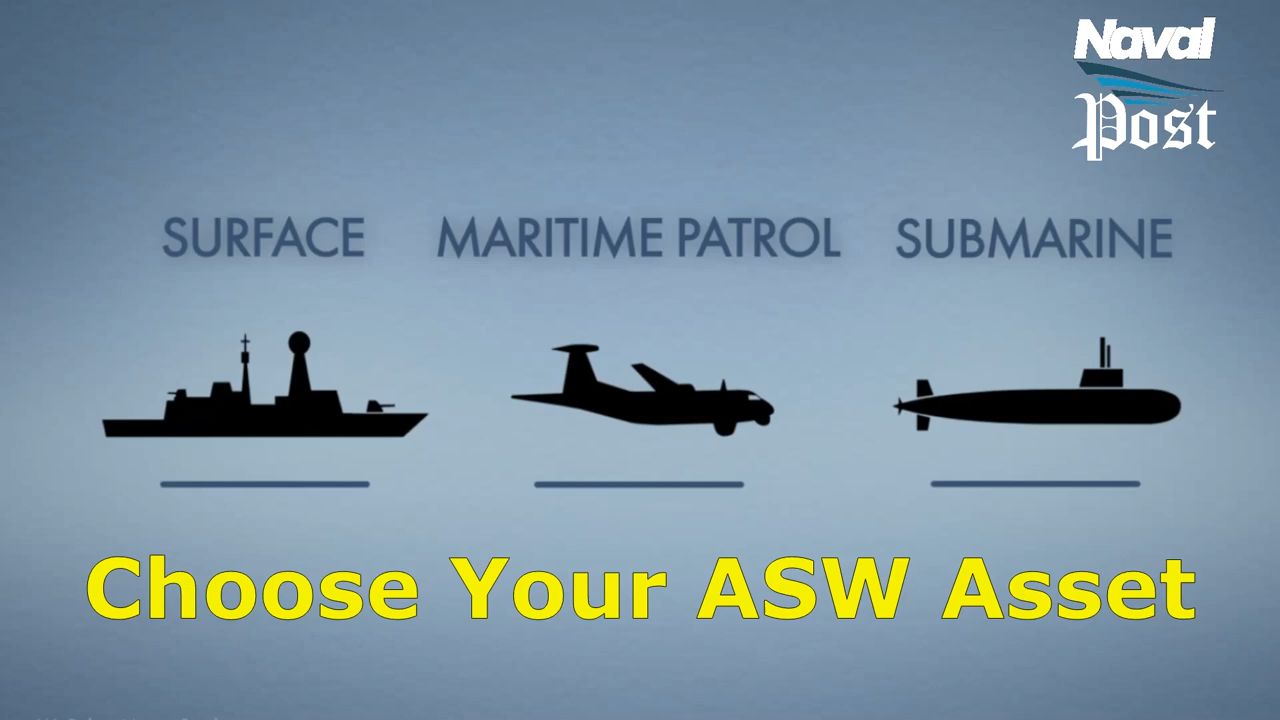 Naval
Post
SURFACE
MARITIME PATROL
SUBMARINE
Choose Your ASW Asset